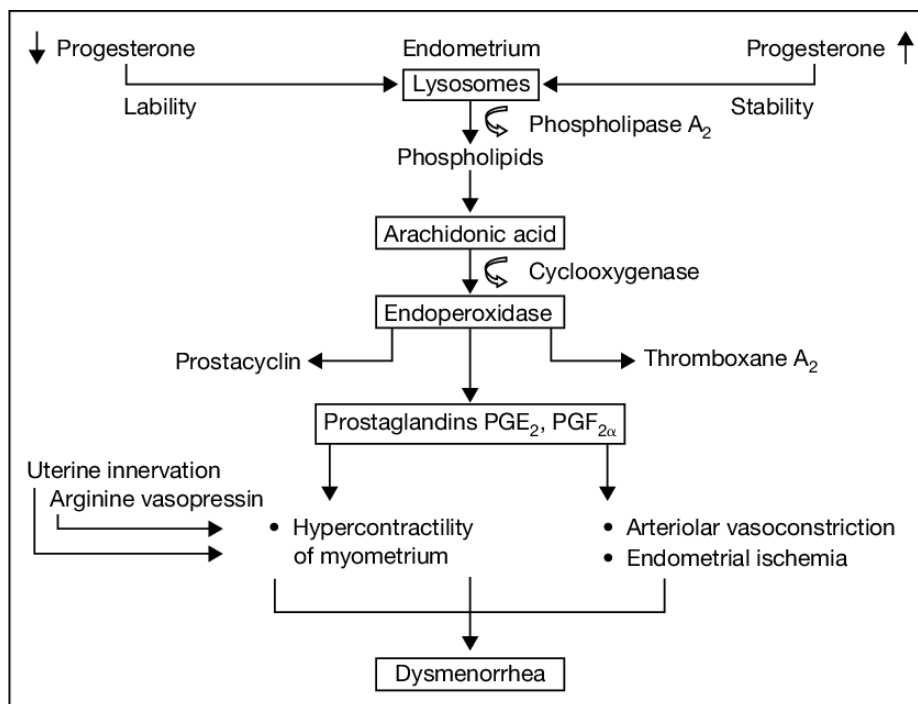 ↓ Progesterone
Endometrium
Progesterone ↑
Lysosomes
Lability
Stability
Phospholipase A₂
Phospholipids
Arachidonic acid
Cyclooxygenase
Endoperoxidase
Prostacyclin
Thromboxane A₂
Prostaglandins PGE₂, PGF₂α
Uterine innervation
Arginine vasopressin
• Hypercontractility
of myometrium
• Arteriolar vasoconstriction
• Endometrial ischemia
Dysmenorrhea